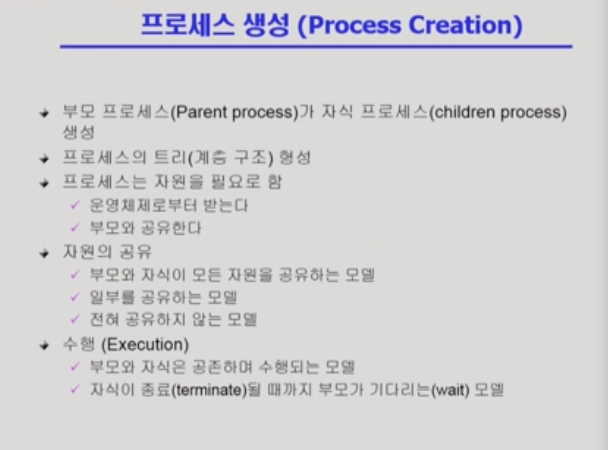 프로세스 생성 (Process Creation)
부모 프로세스(Parent process)가 자식 프로세스(children process)
생성
프로세스의 트리(계층 구조) 형성
프로세스는 자원을 필요로 함
운영체제로부터 받는다
부모와 공유한다
자원의 공유
부모와 자식이 모든 자원을 공유하는 모델
일부를 공유하는 모델
전혀 공유하지 않는 모델
수행 (Execution)
부모와 자식은 공존하며 수행되는 모델
자식이 종료(terminate)될 때까지 부모가 기다리는(wait) 모델